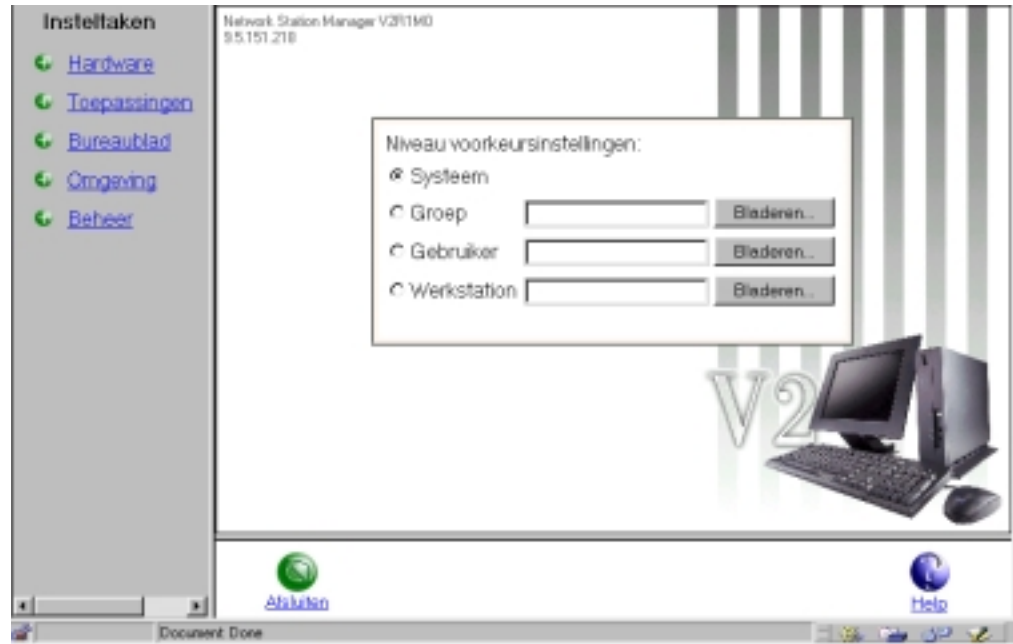 Insteltaken
Hardware
Toepassingen
Bureaublad
Omgeving
Beheer
Network Station Manager V2R1M0
9.5.151.218
Niveau voorkeursinstellingen:
Systeem
Groep Bladeren...
Gebruiker Bladeren...
Werkstation Bladeren...
V2
Afsluiten
Help
Document Done